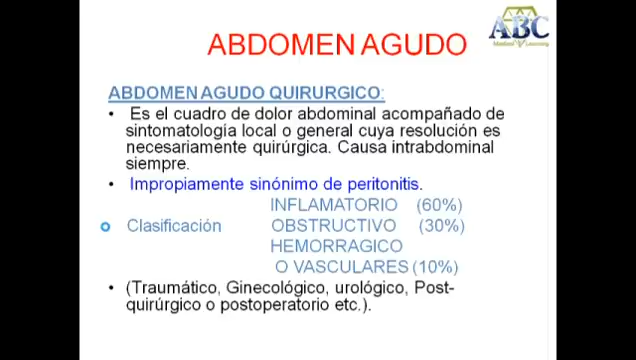 ABDOMEN AGUDO
ABC
Medical Learning
ABDOMEN AGUDO QUIRURGICO:
• Es el cuadro de dolor abdominal acompañado de
sintomatología local o general cuya resolución es
necesariamente quirúrgica. Causa intrabdominal
siempre.
• Impropiamente sinónimo de peritonitis.
INFLAMATORIO (60%)
Clasificación OBSTRUCTIVO (30%)
HEMORRAGICO
O VASCULARES (10%)
• (Traumático, Ginecológico, urológico, Post-
quirúrgico o postoperatorio etc.).